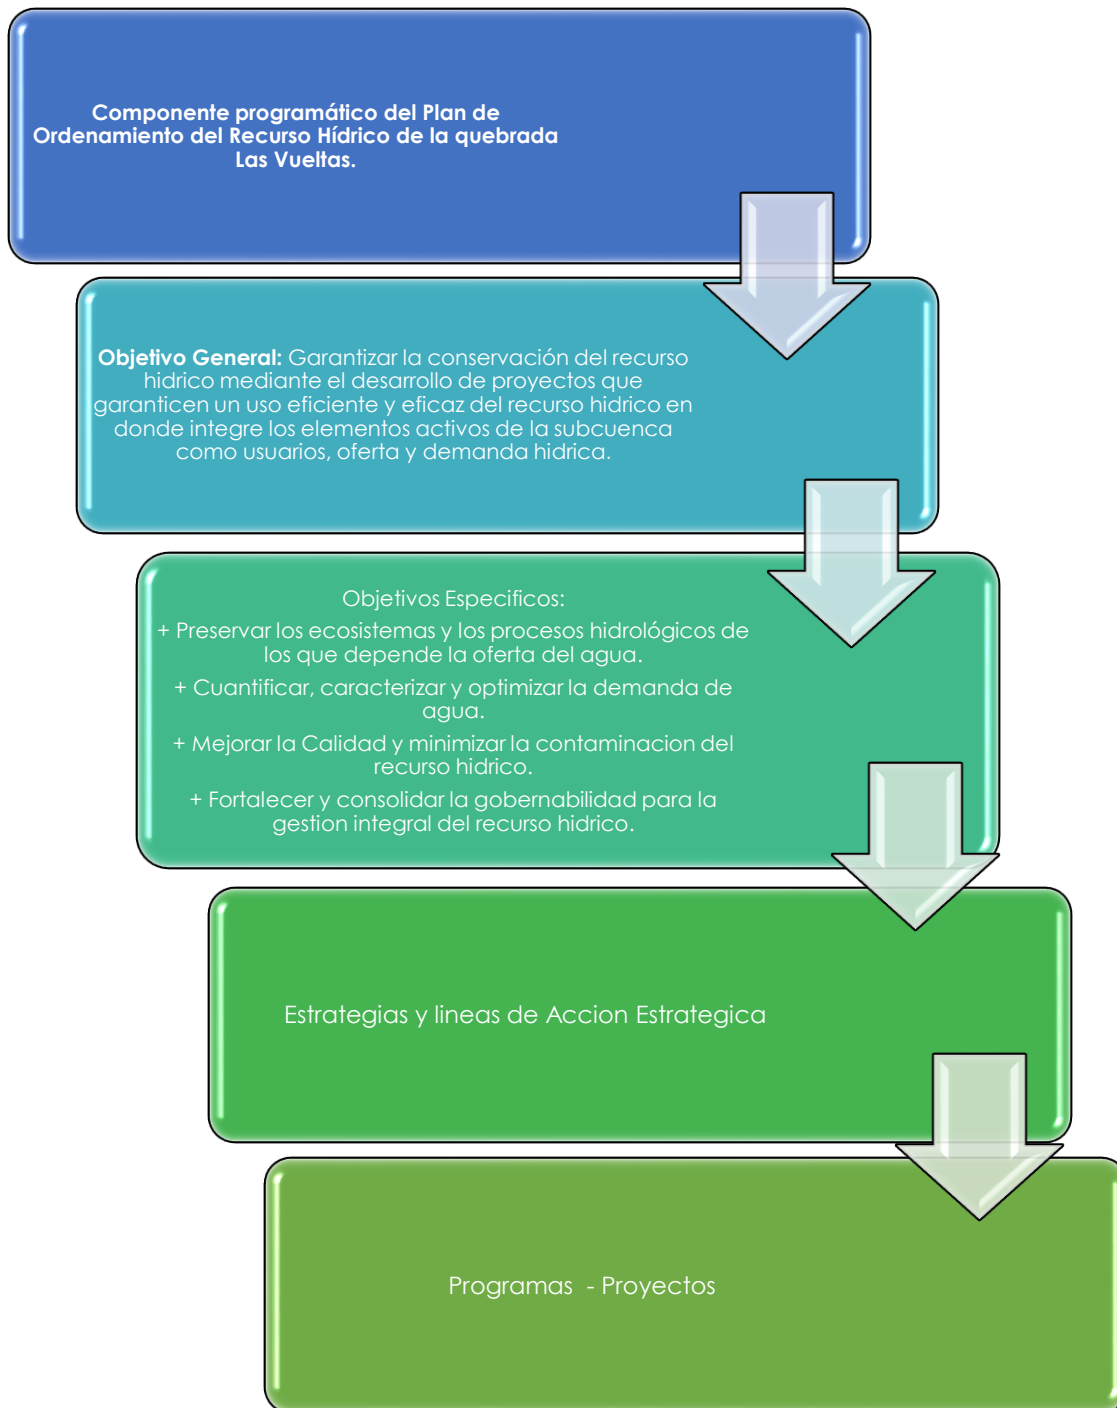 Componente programático del Plan de
Ordenamiento del Recurso Hídrico de la quebrada
Las Vueltas.
Objetivo General: Garantizar la conservación del recurso
hidrico mediante el desarrollo de proyectos que
garanticen un uso eficiente y eficaz del recurso hidrico en
donde integre los elementos activos de la subcuenca
como usuarios, oferta y demanda hidrica.
Objetivos Especificos:
+ Preservar los ecosistemas y los procesos hidrológicos de
los que depende la oferta del agua.
+ Cuantificar, caracterizar y optimizar la demanda de
agua.
+ Mejorar la Calidad y minimizar la contaminacion del
recurso hidrico.
+ Fortalecer y consolidar la gobernabilidad para la
gestion integral del recurso hidrico.
Estrategias y lineas de Accion Estrategica
Programas - Proyectos